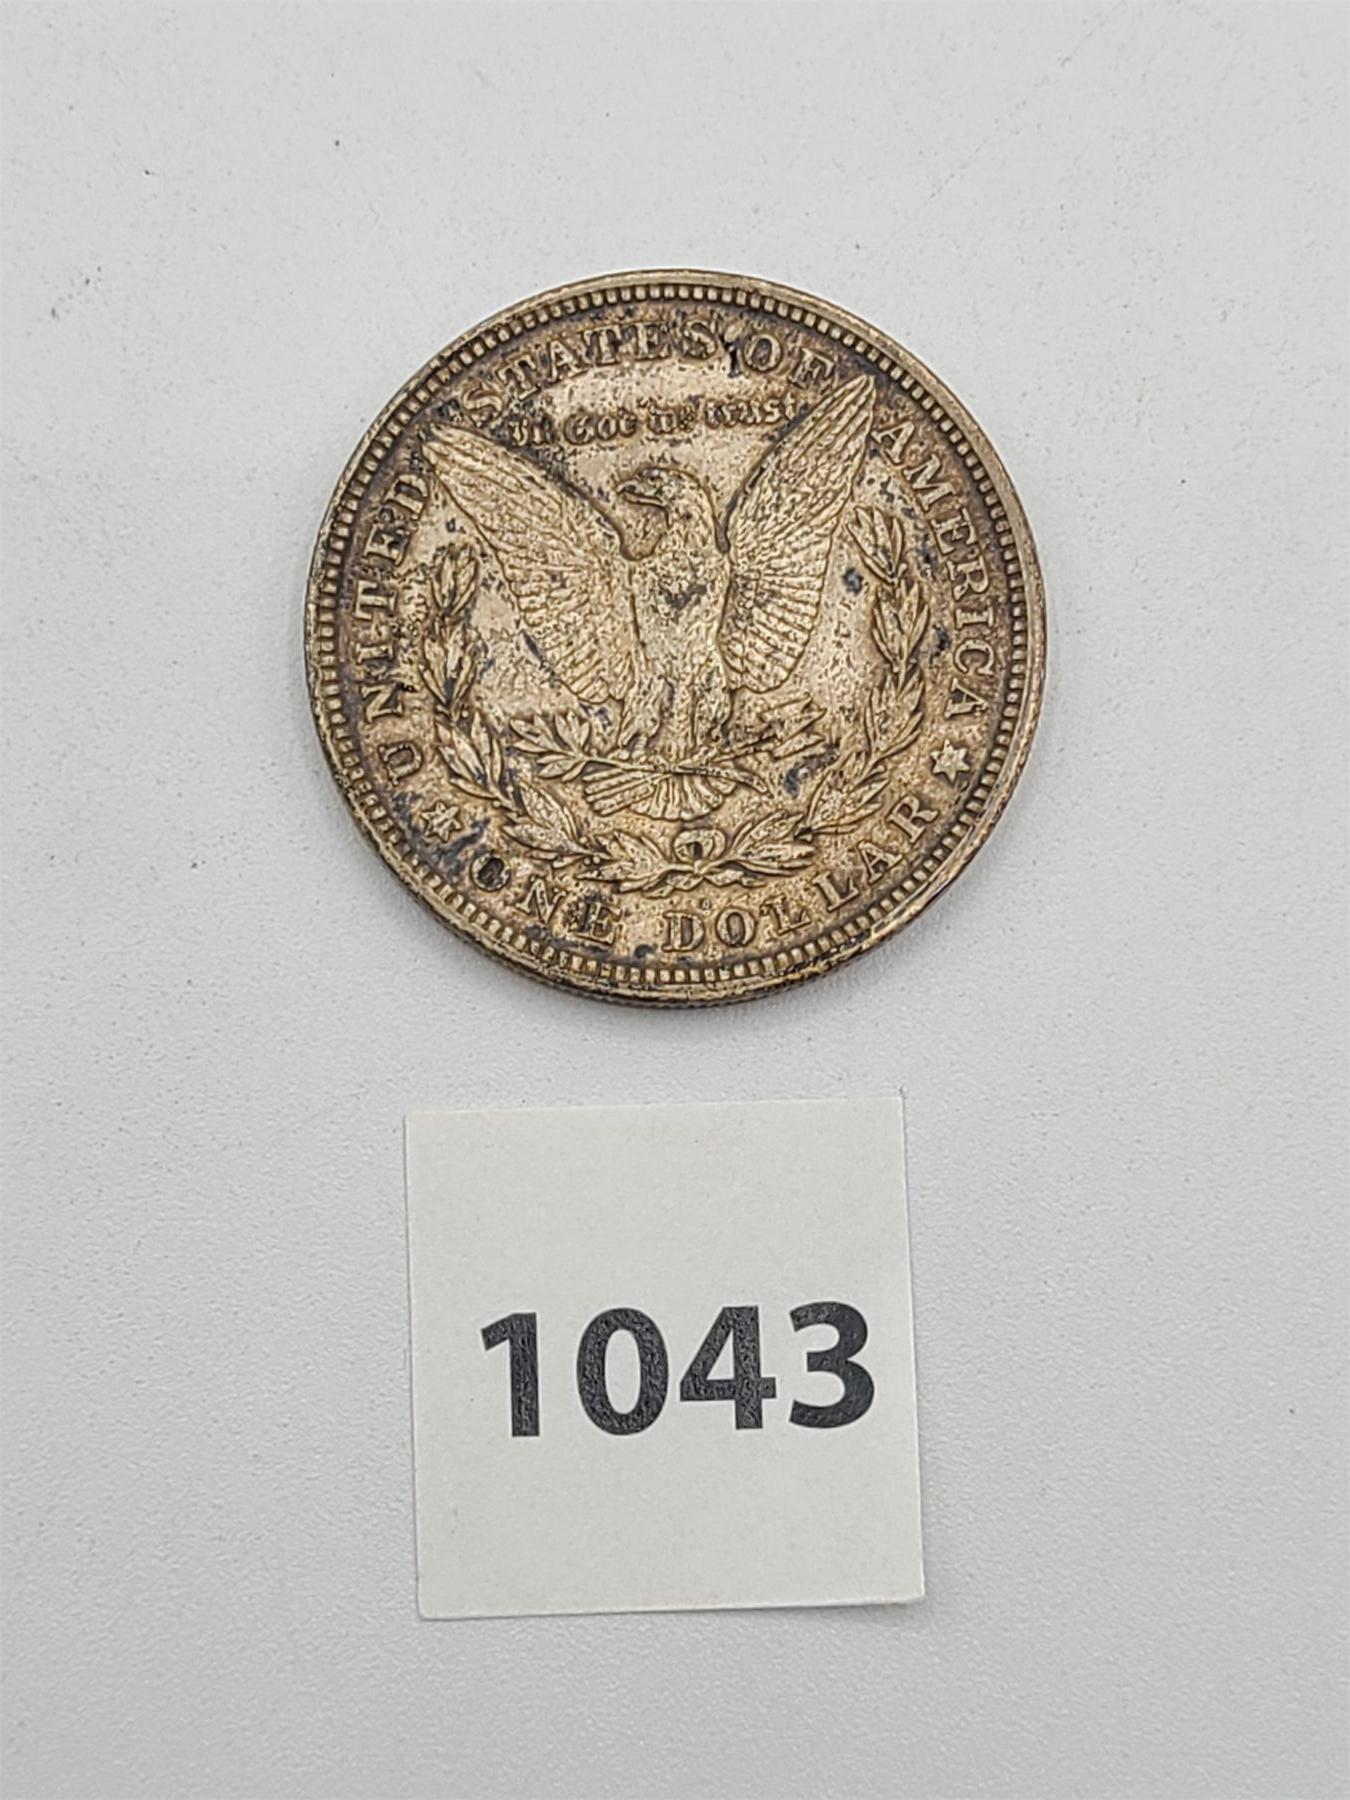 UNITED STATES OF AMERICA
In God we trust
ONE DOLLAR
1043